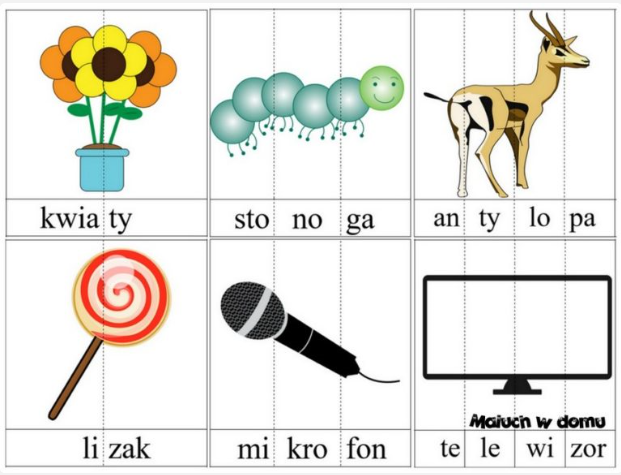 kwia ty
sto no ga
an ty lo pa
li zak
mi kro fon
Maluch w domu
te le wi zor